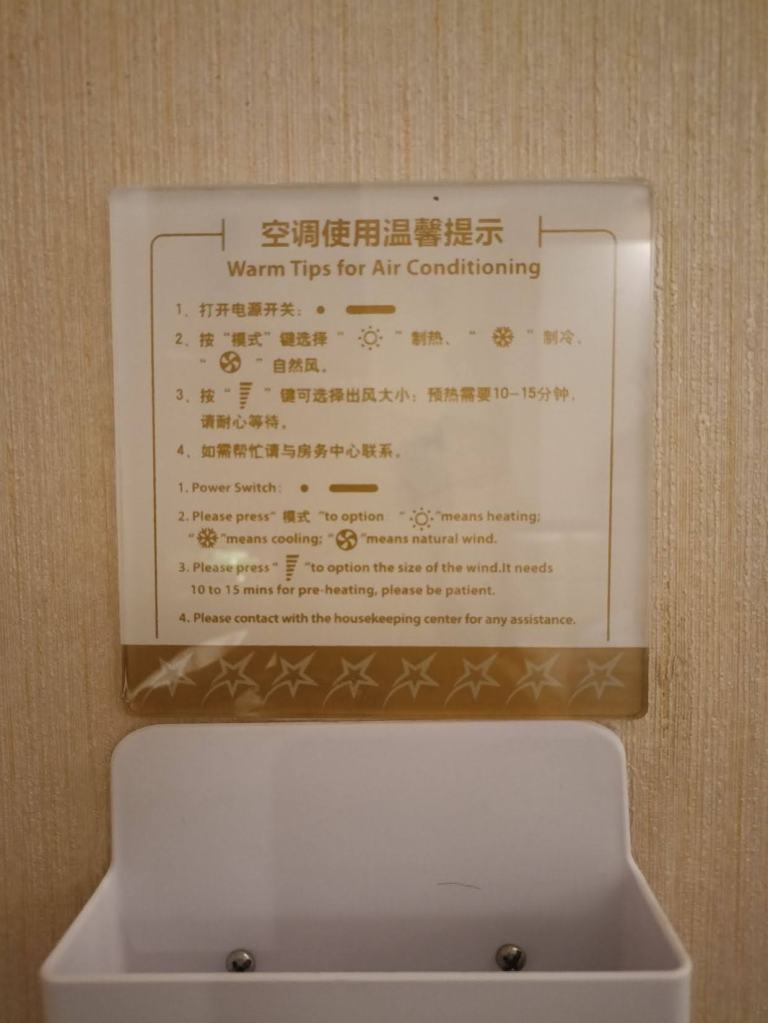 空调使用温馨提示
Warm Tips for Air Conditioning
1、打开电源开关：
2、按“模式”键选择“ ”制热、“ ”制冷、
“ ”自然风。
3、按“ ”键可选择出风大小；预热需要10-15分钟，
请耐心等待。
4、如需帮忙请与房务中心联系。
1. Power Switch:
2. Please press“ 模式 ”to option “ ”means heating;
“ ”means cooling; “ ”means natural wind.
3. Please press“ ”to option the size of the wind.It needs
10 to 15 mins for pre-heating, please be patient.
4. Please contact with the housekeeping center for any assistance.